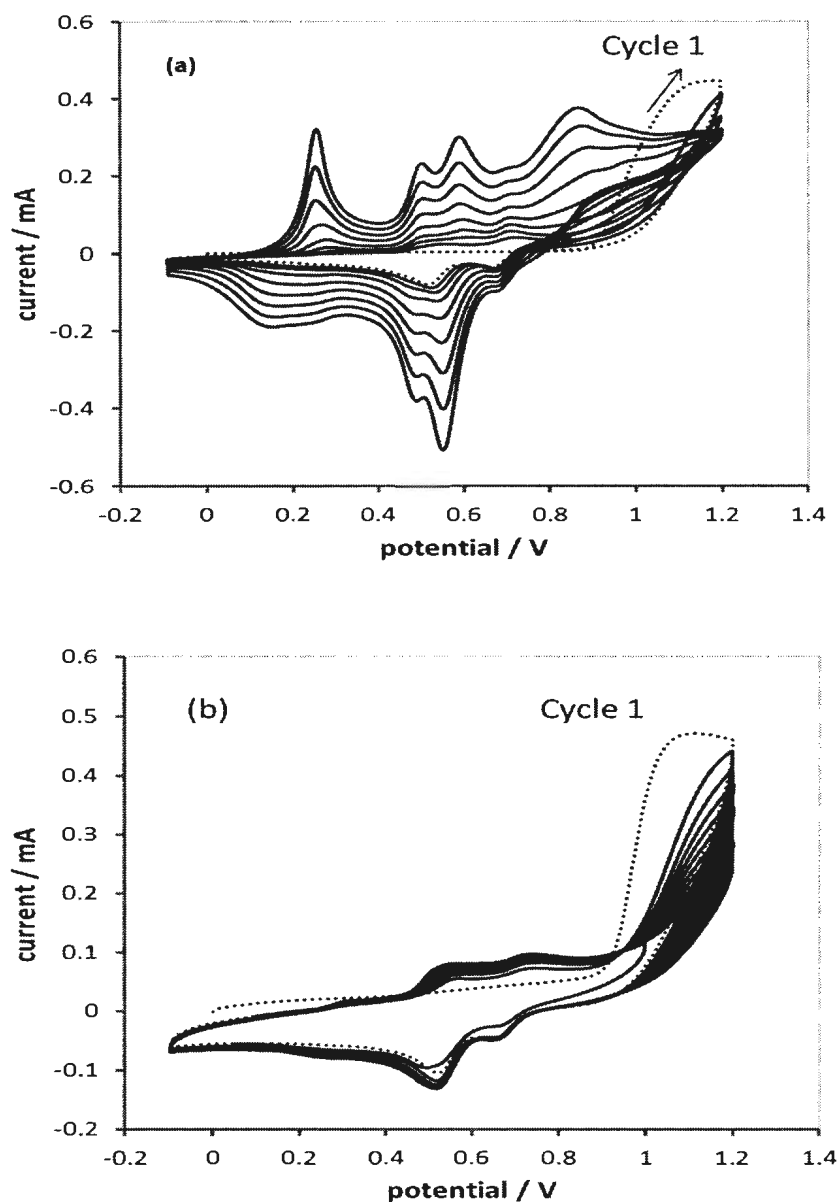 (a)
Cycle 1
0.6
0.4
0.2
0
-0.2
-0.4
-0.6
current / mA
-0.2 0 0.2 0.4 0.6 0.8 1 1.2 1.4
potential / V
(b)
Cycle 1
0.6
0.5
0.4
0.3
0.2
0.1
0
-0.1
-0.2
current / mA
-0.2 0 0.2 0.4 0.6 0.8 1 1.2 1.4
potential / V